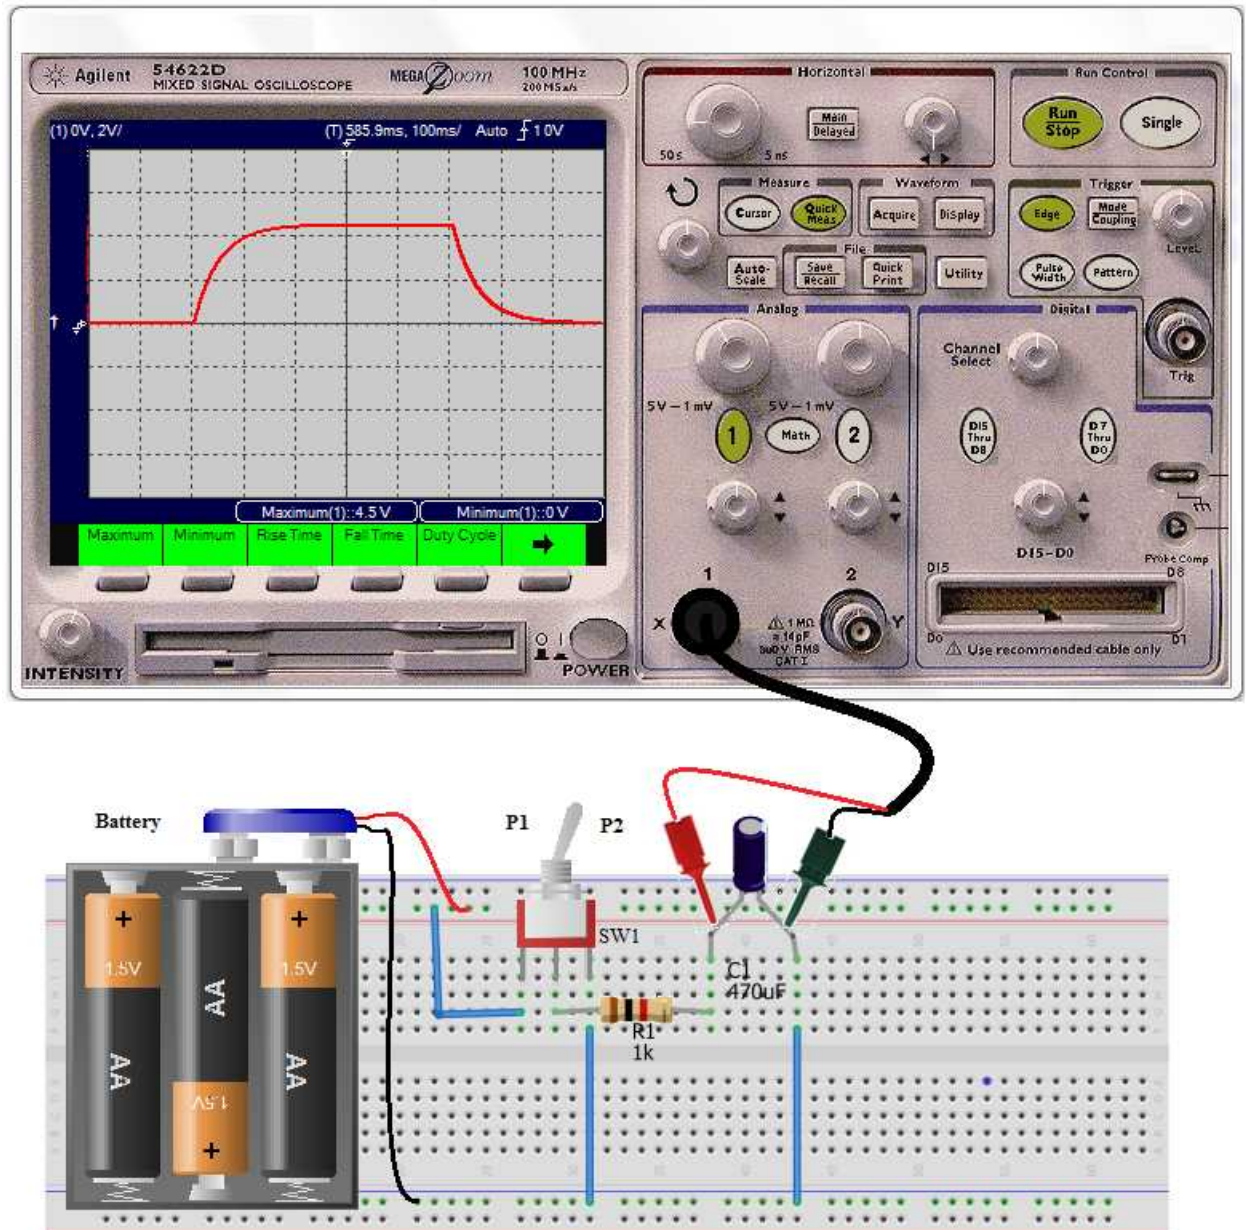 Agilent 54622D MEGA Zoom 100 MHz
MIXED SIGNAL OSCILLOSCOPE 200 MSa/s
(1) 0V, 2V/ (T) 585.9ms, 100ms/ Auto 1.0V
Maximum(1)::4.5 V Minimum(1)::0 V
Maximum Minimum Rise Time Fall Time Duty Cycle
INTENSITY
POWER
Horizontal
Main
Delayed
50 s 5 ns
Run Control
Run
Stop
Single
Measure
Cursor
Quick
Meas
Waveform
Acquire Display
Trigger
Edge
Mode
Coupling
Level
Pulse
Width
Pattern
Trig
Auto-
Scale
File
Save
Recall
Quick
Print
Utility
Analog
5V – 1 mV 5V – 1 mV
1 Math 2
1 2
X Y
1 MΩ
≈ 14pF
300V RMS
CAT I
Digital
Channel
Select
D15
Thru
D8
D7
Thru
D0
D15–D0
Probe Comp
D15 D8
D0 D7
Use recommended cable only
Battery
P1 P2
SW1
+ +
1.5V 1.5V
AA
AA AA
1.5V
+
C1
470uF
R1
1k